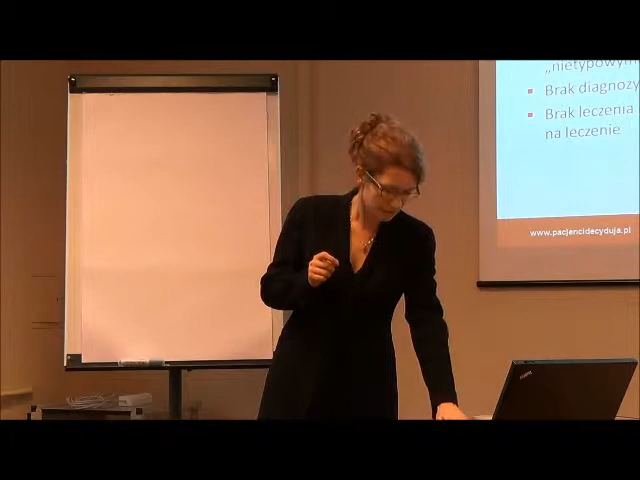 „nietypowym
Brak diagnozy
Brak leczenia
na leczenie
www.pacjencidecyduja.pl